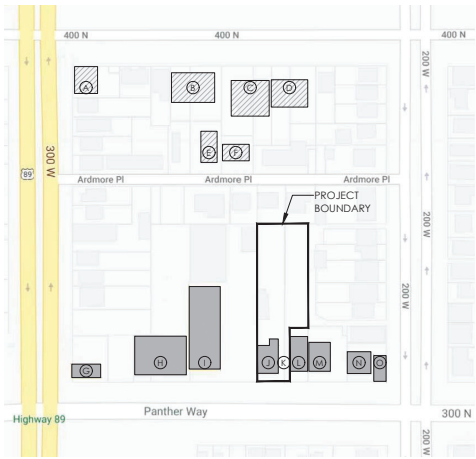 400 N
400 N
400 N
200 W
A
B
C
D
E
F
300 W
89
Ardmore Pl
Ardmore Pl
Ardmore Pl
PROJECT
BOUNDARY
200 W
200 W
G
H
I
J
K
L
M
N
O
Highway 89
Panther Way
300 N
200 W